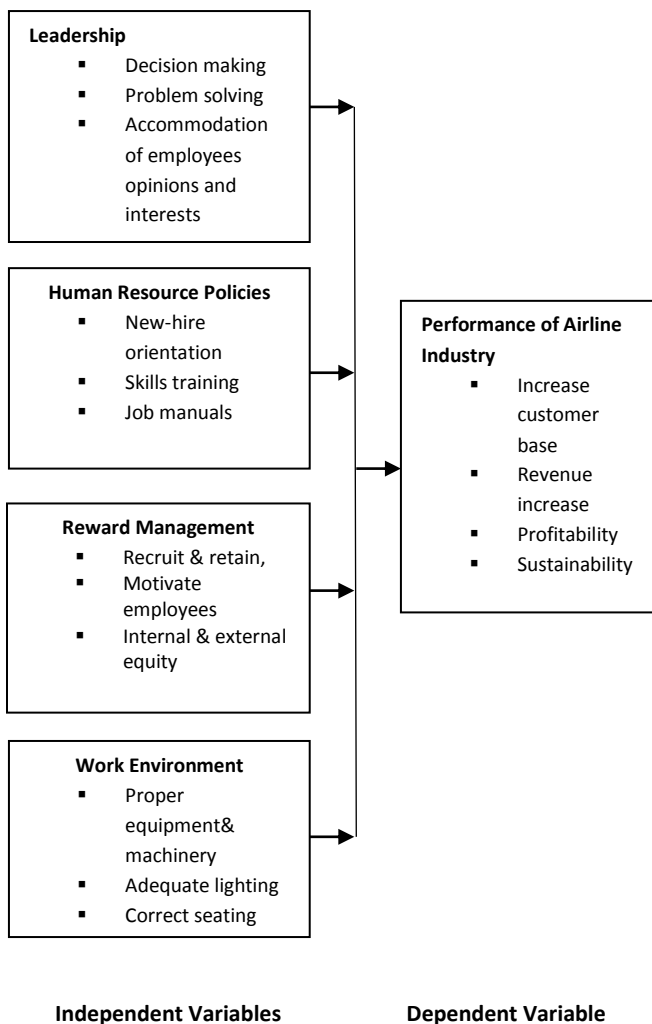 Leadership
▪ Decision making
▪ Problem solving
▪ Accommodation
of employees
opinions and
interests
Human Resource Policies
▪ New-hire
orientation
▪ Skills training
▪ Job manuals
Reward Management
▪ Recruit & retain,
▪ Motivate
employees
▪ Internal & external
equity
Work Environment
▪ Proper
equipment&
machinery
▪ Adequate lighting
▪ Correct seating
Performance of Airline
Industry
▪ Increase
customer
base
▪ Revenue
increase
▪ Profitability
▪ Sustainability
Independent Variables
Dependent Variable